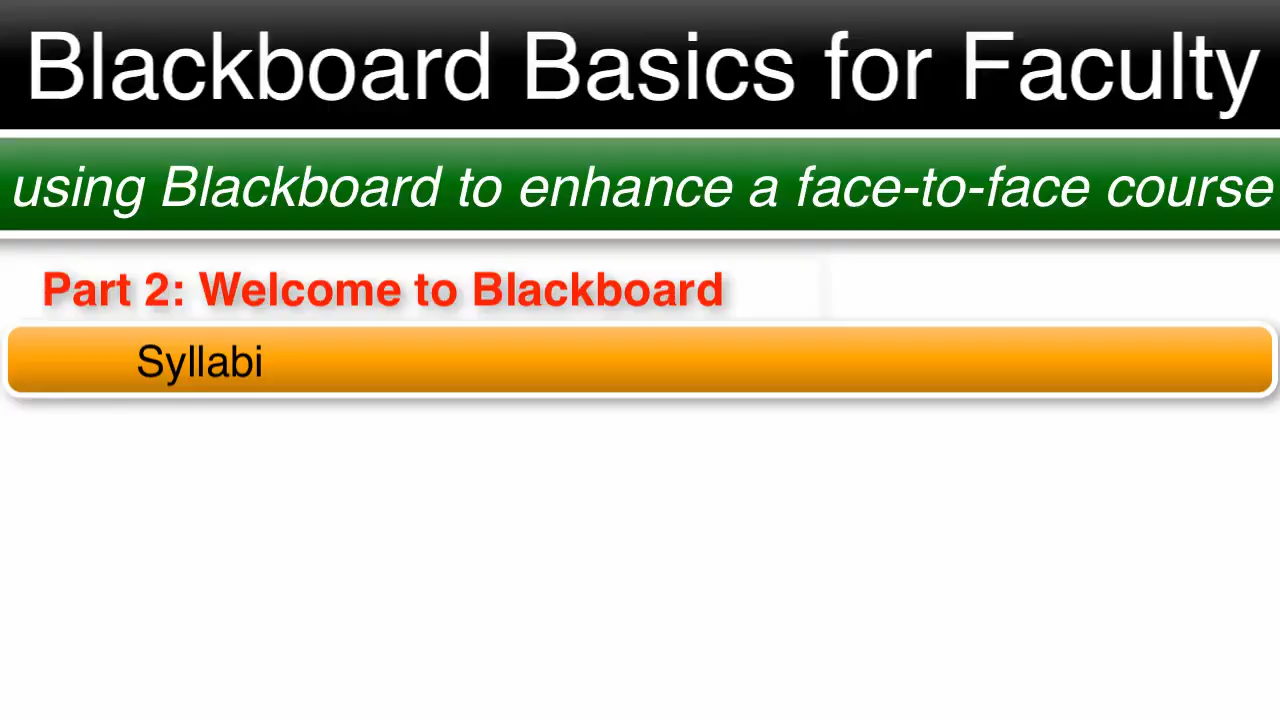 Blackboard Basics for Faculty
using Blackboard to enhance a face-to-face course
Part 2: Welcome to Blackboard
Syllabi